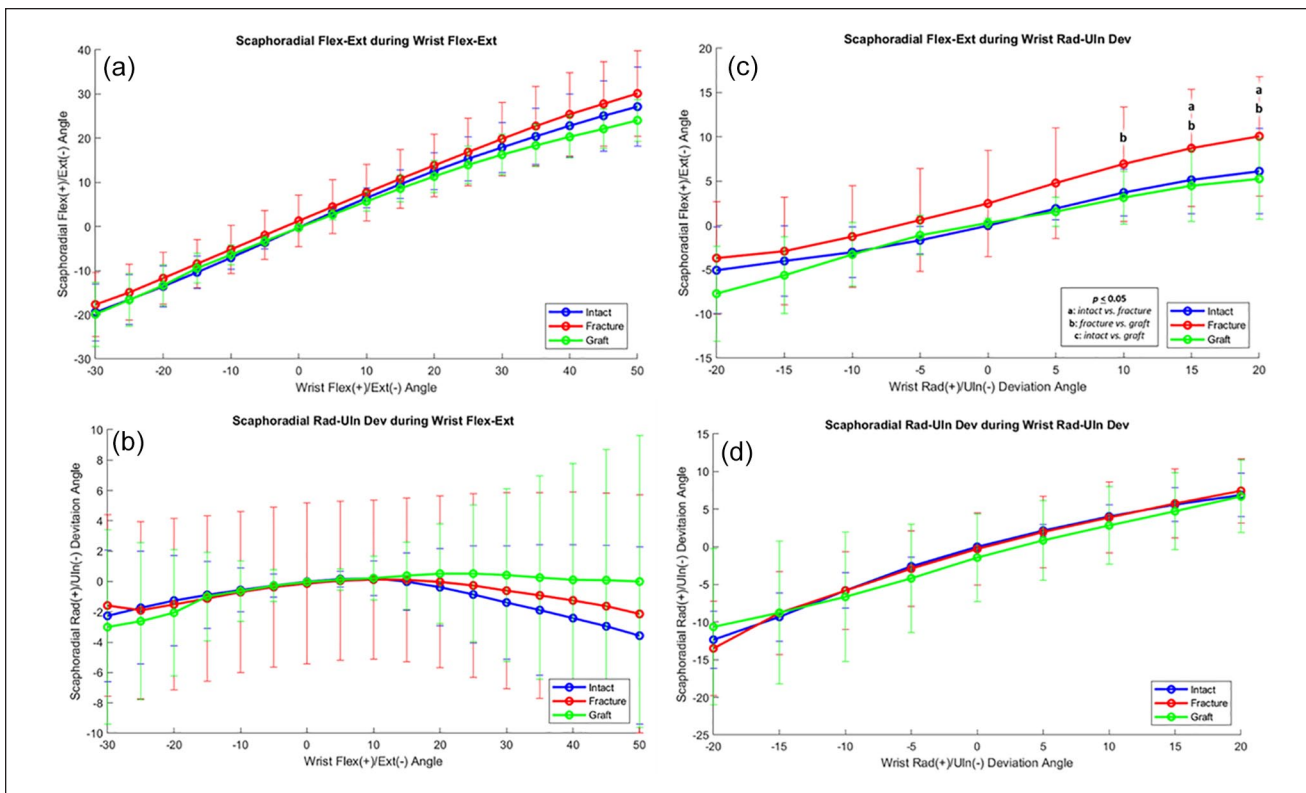 (a)
Scaphoradial Flex-Ext during Wrist Flex-Ext
Scaphoradial Flex(+)/Ext(-) Angle
40
30
20
10
0
-10
-20
-30
-30
-20
-10
0
10
20
30
40
50
Wrist Flex(+)/Ext(-) Angle
Intact
Fracture
Graft
(c)
Scaphoradial Flex-Ext during Wrist Rad-Uln Dev
Scaphoradial Flex(+)/Ext(-) Angle
20
15
10
5
0
-5
-10
-15
-20
-15
-10
-5
0
5
10
15
20
Wrist Rad(+)/Uln(-) Deviation Angle
b
a
b
a
b
p ≤ 0.05
a: intact vs. fracture
b: fracture vs. graft
c: intact vs. graft
Intact
Fracture
Graft
(b)
Scaphoradial Rad-Uln Dev during Wrist Flex-Ext
Scaphoradial Rad(+)/Uln(-) Devitaion Angle
10
8
6
4
2
0
-2
-4
-6
-8
-10
-30
-20
-10
0
10
20
30
40
50
Wrist Flex(+)/Ext(-) Angle
Intact
Fracture
Graft
(d)
Scaphoradial Rad-Uln Dev during Wrist Rad-Uln Dev
Scaphoradial Rad(+)/Uln(-) Devitaion Angle
15
10
5
0
-5
-10
-15
-20
-25
-20
-15
-10
-5
0
5
10
15
20
Wrist Rad(+)/Uln(-) Deviation Angle
Intact
Fracture
Graft